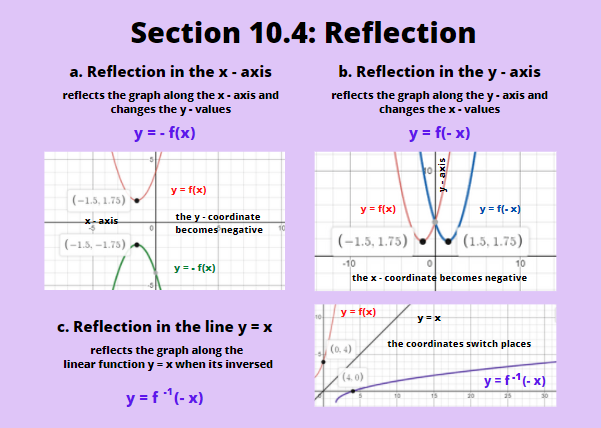 Section 10.4: Reflection
a. Reflection in the x - axis
reflects the graph along the x - axis and
changes the y - values
y = - f(x)
5
y = f(x)
(−1.5, 1.75)
x - axis
the y - coordinate
becomes negative
-5
0
10
(−1.5, −1.75)
y = - f(x)
-5
b. Reflection in the y - axis
reflects the graph along the y - axis and
changes the x - values
y = f(- x)
10
y - axis
y = f(x)
y = f(- x)
(−1.5, 1.75)
(1.5, 1.75)
-10
0
10
the x - coordinate becomes negative
c. Reflection in the line y = x
reflects the graph along the
linear function y = x when its inversed
y = f ⁻¹(- x)
10
y = f(x)
y = x
the coordinates switch places
5
(0, 4)
(4, 0)
y = f ⁻¹(- x)
0
5
10
15
20
25
30